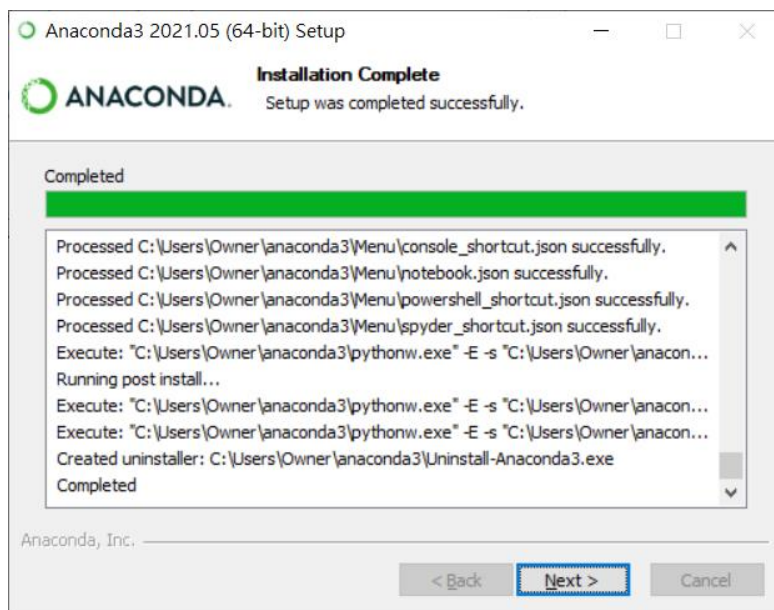 Anaconda3 2021.05 (64-bit) Setup
ANACONDA.
Installation Complete
Setup was completed successfully.
Completed
Processed C:\Users\Owner\anaconda3\Menu\console_shortcut.json successfully.
Processed C:\Users\Owner\anaconda3\Menu\notebook.json successfully.
Processed C:\Users\Owner\anaconda3\Menu\powershell_shortcut.json successfully.
Processed C:\Users\Owner\anaconda3\Menu\spyder_shortcut.json successfully.
Execute: "C:\Users\Owner\anaconda3\pythonw.exe" -E -s "C:\Users\Owner\anacon...
Running post install...
Execute: "C:\Users\Owner\anaconda3\pythonw.exe" -E -s "C:\Users\Owner\anacon...
Execute: "C:\Users\Owner\anaconda3\pythonw.exe" -E -s "C:\Users\Owner\anacon...
Created uninstaller: C:\Users\Owner\anaconda3\Uninstall-Anaconda3.exe
Completed
Anaconda, Inc.
< Back
Next >
Cancel